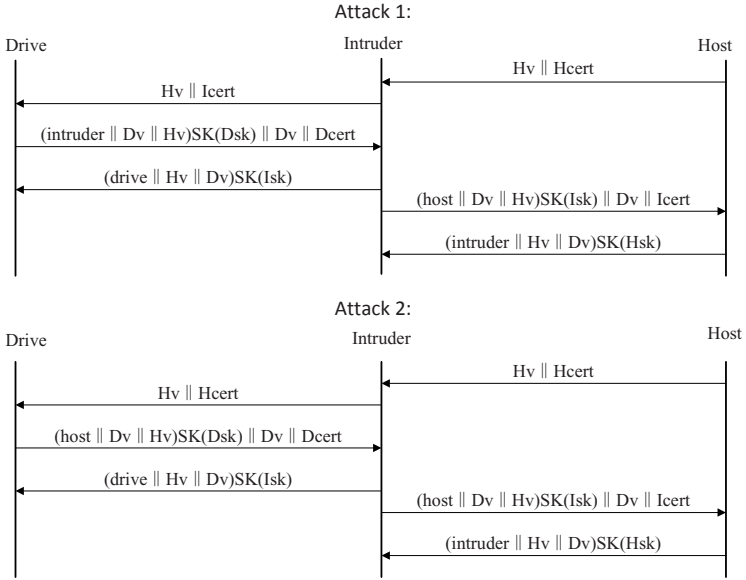 Attack 1:
Drive
Intruder
Host
Hv ‖ Hcert
Hv ‖ Icert
(intruder ‖ Dv ‖ Hv)SK(Dsk) ‖ Dv ‖ Dcert
(drive ‖ Hv ‖ Dv)SK(Isk)
(host ‖ Dv ‖ Hv)SK(Isk) ‖ Dv ‖ Icert
(intruder ‖ Hv ‖ Dv)SK(Hsk)
Attack 2:
Drive
Intruder
Host
Hv ‖ Hcert
Hv ‖ Hcert
(host ‖ Dv ‖ Hv)SK(Dsk) ‖ Dv ‖ Dcert
(drive ‖ Hv ‖ Dv)SK(Isk)
(host ‖ Dv ‖ Hv)SK(Isk) ‖ Dv ‖ Icert
(intruder ‖ Hv ‖ Dv)SK(Hsk)